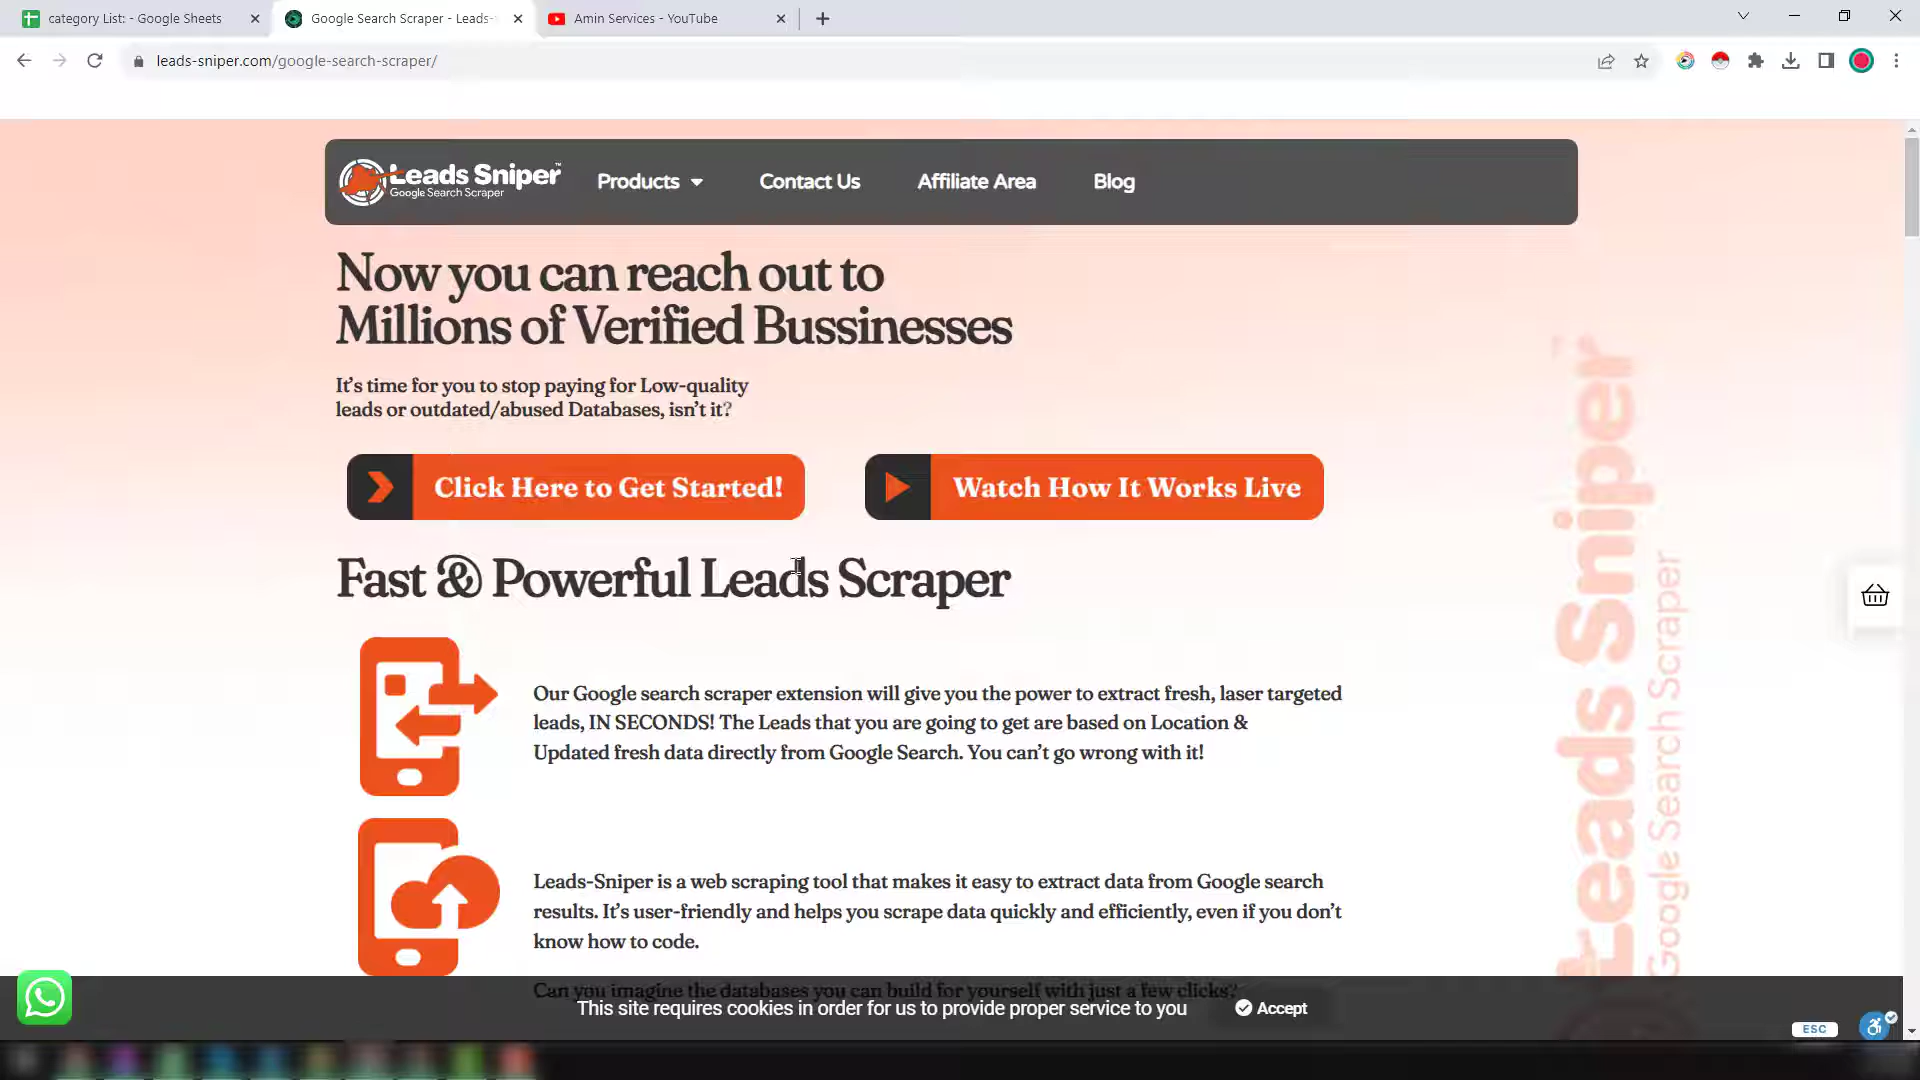 category List: - Google Sheets
Google Search Scraper - Leads-
Amin Services - YouTube
leads-sniper.com/google-search-scraper/
Leads Sniper™
Google Search Scraper
Products
Contact Us
Affiliate Area
Blog
Now you can reach out to
Millions of Verified Bussinesses
It's time for you to stop paying for Low-quality
leads or outdated/abused Databases, isn't it?
Click Here to Get Started!
Watch How It Works Live
Fast & Powerful Leads Scraper
Our Google search scraper extension will give you the power to extract fresh, laser targeted
leads, IN SECONDS! The Leads that you are going to get are based on Location &
Updated fresh data directly from Google Search. You can't go wrong with it!
Leads-Sniper is a web scraping tool that makes it easy to extract data from Google search
results. It's user-friendly and helps you scrape data quickly and efficiently, even if you don't
know how to code.
Can you imagine the databases you can build for yourself with just a few clicks?
This site requires cookies in order for us to provide proper service to you
Accept
ESC
Leads Sniper™
Google Search Scraper